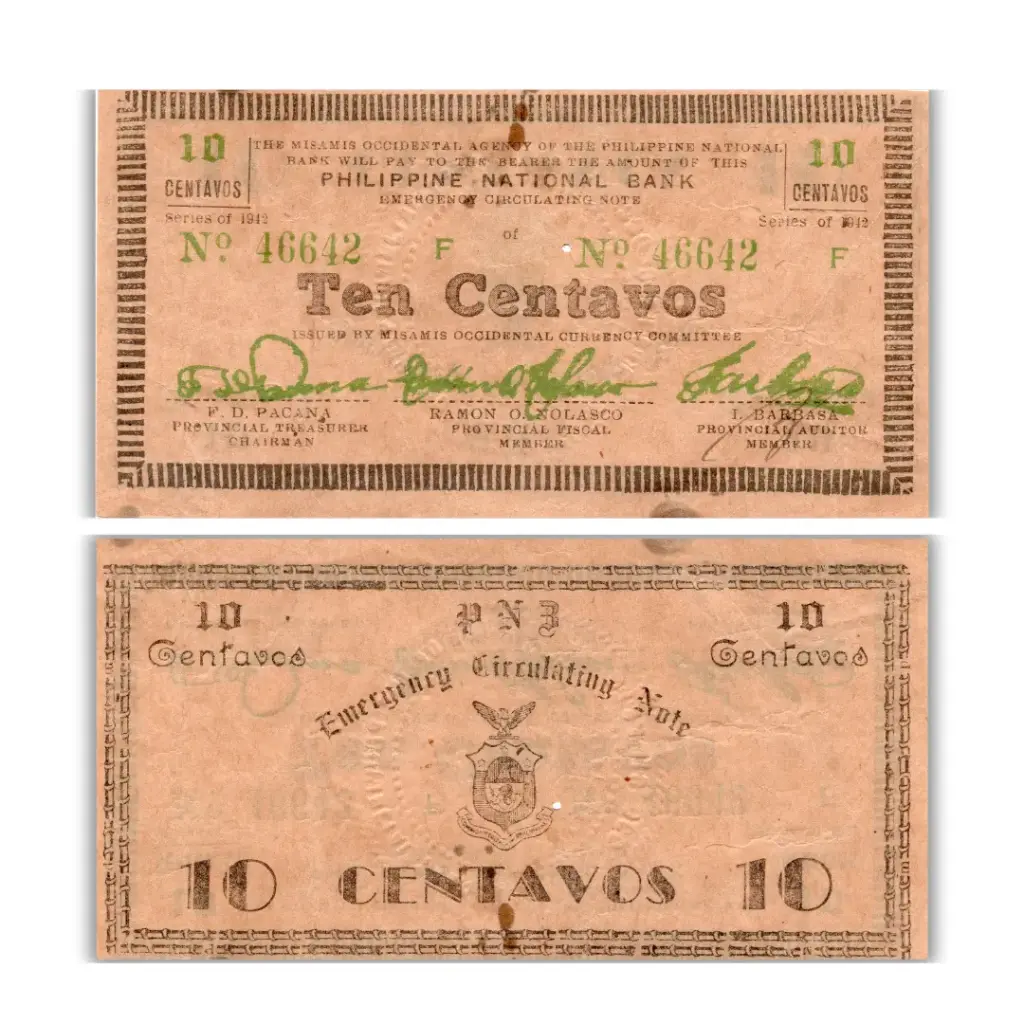 10
CENTAVOS
THE MISAMIS OCCIDENTAL AGENCY OF THE PHILIPPINE NATIONAL
BANK WILL PAY TO THE BEARER THE AMOUNT OF THIS
PHILIPPINE NATIONAL BANK
EMERGENCY CIRCULATING NOTE
10
CENTAVOS
Series of 1942
of
Series of 1942
Nº 46642 F
Nº 46642 F
Ten Centavos
ISSUED BY MISAMIS OCCIDENTAL CURRENCY COMMITTEE
F. D. PACANA
PROVINCIAL TREASURER
CHAIRMAN
RAMON O. NOLASCO
PROVINCIAL FISCAL
MEMBER
I. BARBASA
PROVINCIAL AUDITOR
MEMBER
10
Centavos
PNB
10
Centavos
Emergency Circulating Note
10 CENTAVOS 10